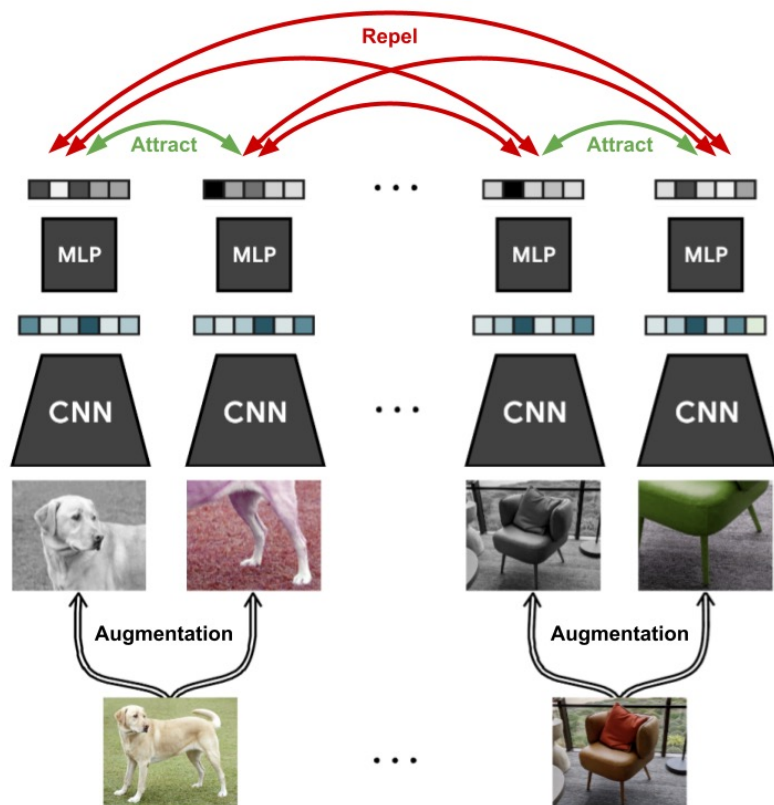 Repel
Attract Attract
MLP MLP MLP MLP
CNN CNN CNN CNN
Augmentation Augmentation